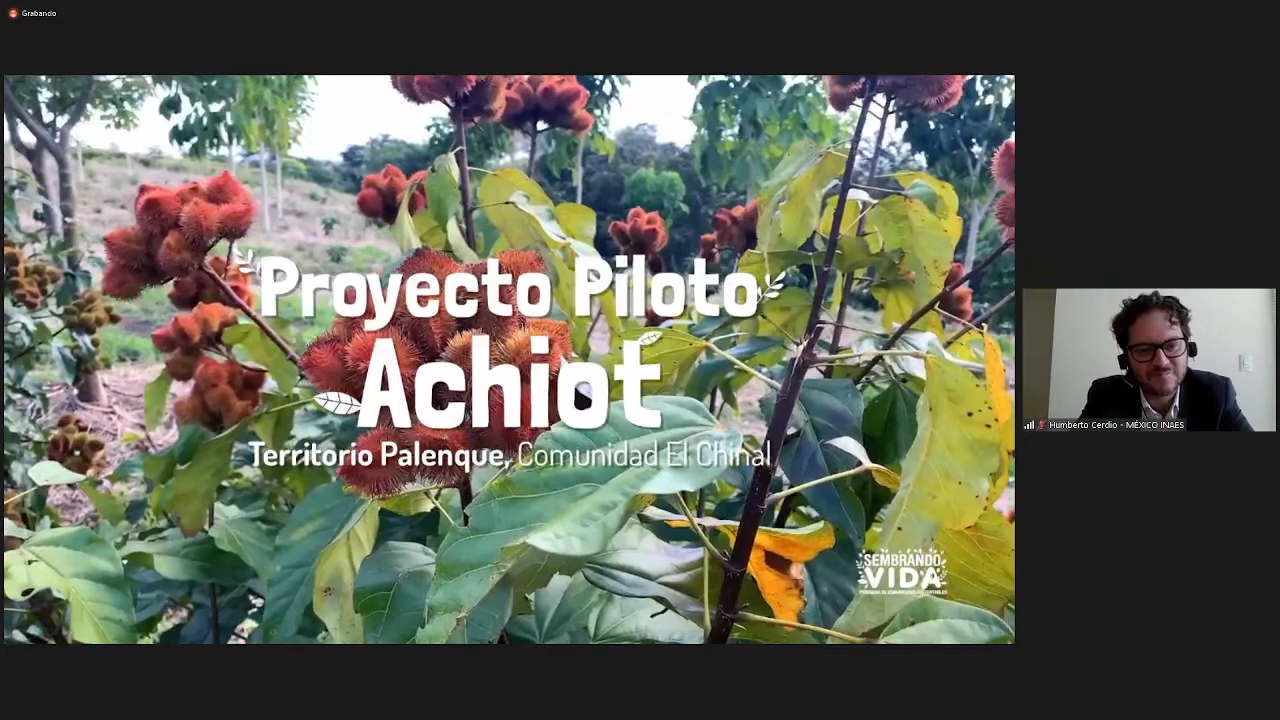 Grabando
Proyecto Piloto
Achiot
Territorio Palenque, Comunidad El Chinal
SEMBRANDO
VIDA
Humberto Cerdio - MÉXICO INAES